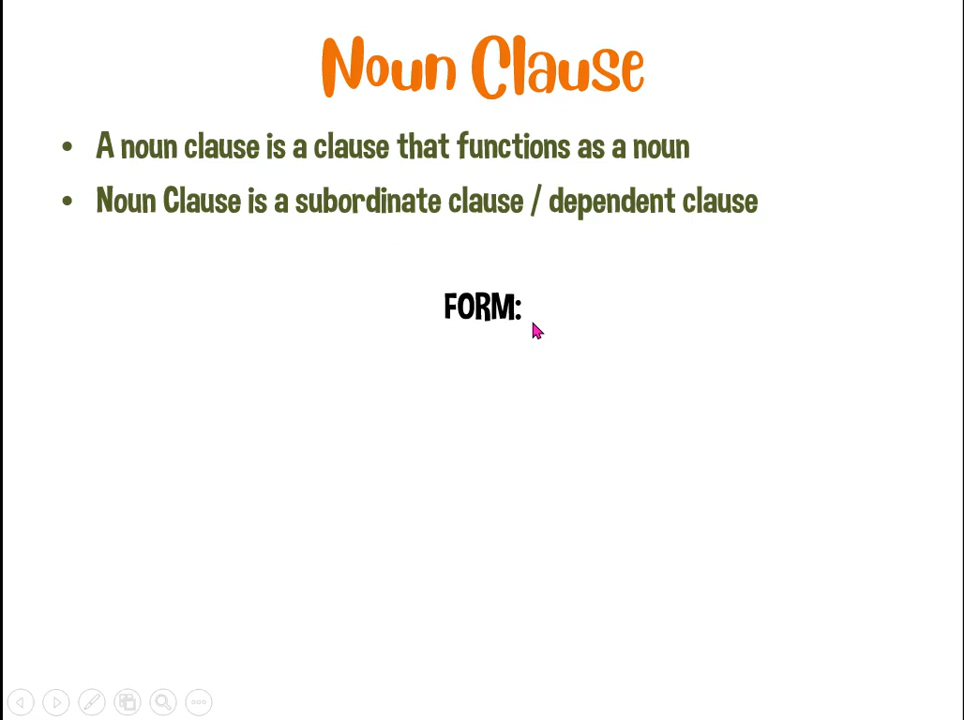 Noun Clause
• A noun clause is a clause that functions as a noun
• Noun Clause is a subordinate clause / dependent clause
FORM: